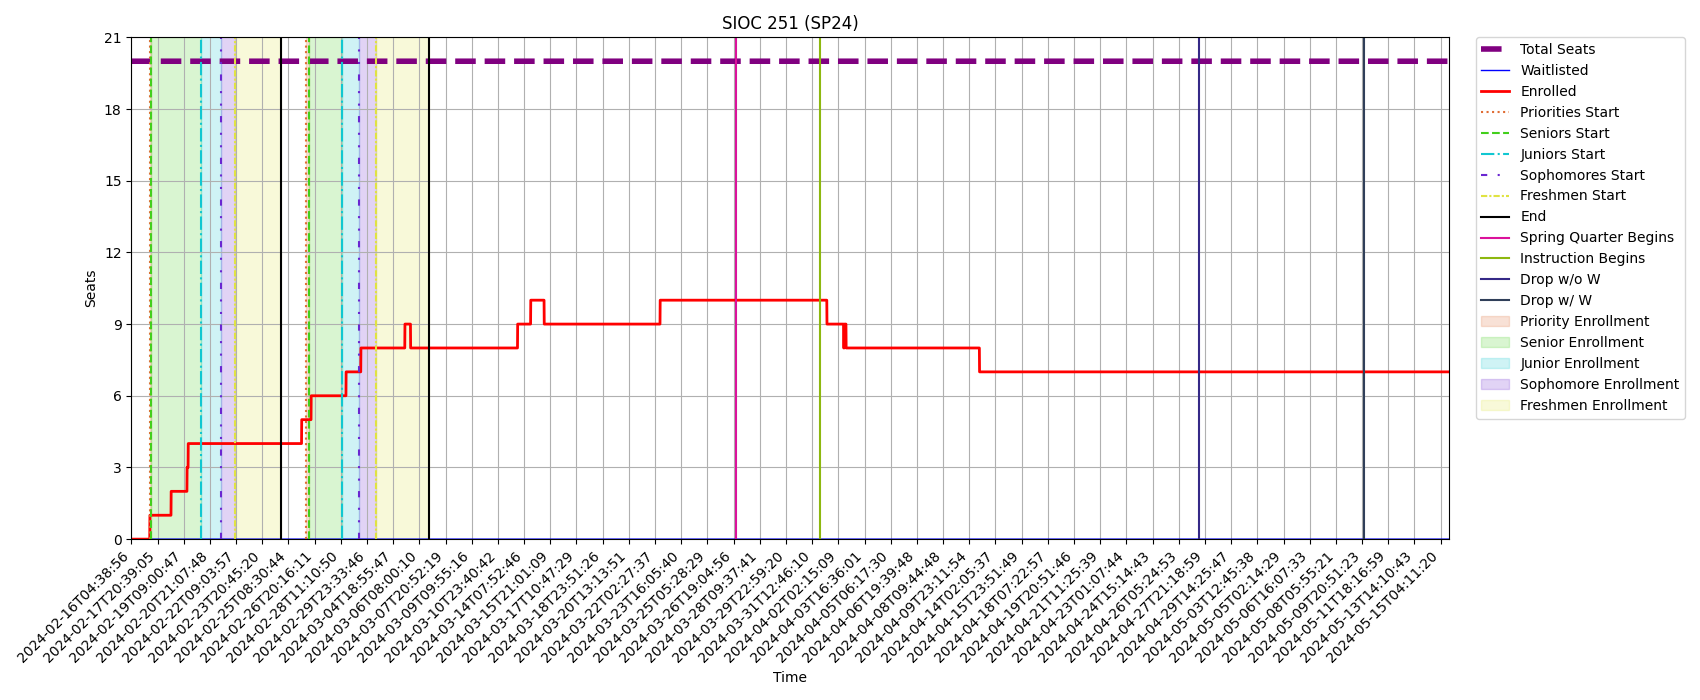 SIOC 251 (SP24)
21
18
15
12
9
6
3
0
Seats
2024-02-16T04:38:56
2024-02-17T20:39:05
2024-02-19T09:00:47
2024-02-20T21:07:48
2024-02-22T09:03:57
2024-02-23T20:45:20
2024-02-25T08:30:44
2024-02-26T20:16:11
2024-02-28T11:10:50
2024-02-29T23:33:46
2024-03-04T18:55:47
2024-03-06T08:00:10
2024-03-07T20:52:19
2024-03-09T09:55:16
2024-03-10T23:40:42
2024-03-14T07:52:46
2024-03-15T21:01:09
2024-03-17T10:47:29
2024-03-18T23:51:26
2024-03-20T13:13:51
2024-03-22T02:27:37
2024-03-23T16:05:40
2024-03-25T05:28:29
2024-03-26T19:04:56
2024-03-28T09:37:41
2024-03-29T22:59:20
2024-03-31T12:46:10
2024-04-02T02:15:09
2024-04-03T16:36:01
2024-04-05T06:17:30
2024-04-06T19:39:48
2024-04-08T09:44:48
2024-04-09T23:11:54
2024-04-14T02:05:37
2024-04-15T23:51:49
2024-04-18T07:22:57
2024-04-19T20:51:46
2024-04-21T11:25:39
2024-04-23T01:07:44
2024-04-24T15:14:43
2024-04-26T05:24:53
2024-04-27T21:18:59
2024-04-29T14:25:47
2024-05-03T12:45:38
2024-05-05T02:14:29
2024-05-06T16:07:33
2024-05-08T05:55:21
2024-05-09T20:51:23
2024-05-11T18:16:59
2024-05-13T14:10:43
2024-05-15T04:11:20
Time
Total Seats
Waitlisted
Enrolled
Priorities Start
Seniors Start
Juniors Start
Sophomores Start
Freshmen Start
End
Spring Quarter Begins
Instruction Begins
Drop w/o W
Drop w/ W
Priority Enrollment
Senior Enrollment
Junior Enrollment
Sophomore Enrollment
Freshmen Enrollment